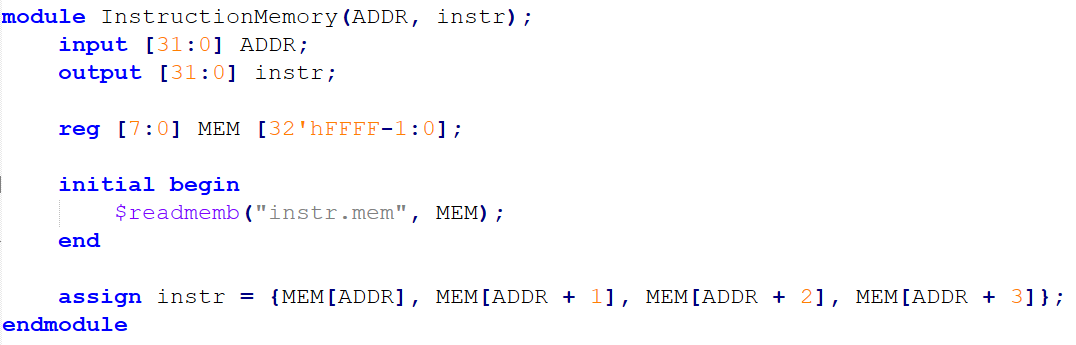 module InstructionMemory(ADDR, instr);
    input [31:0] ADDR;
    output [31:0] instr;

    reg [7:0] MEM [32'hFFFF-1:0];

    initial begin
        $readmemb("instr.mem", MEM);
    end

    assign instr = {MEM[ADDR], MEM[ADDR + 1], MEM[ADDR + 2], MEM[ADDR + 3]};
endmodule